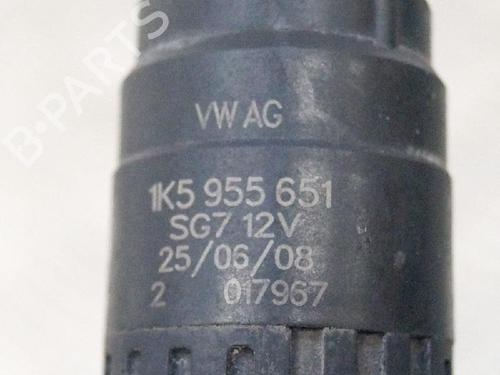 B-PARTS
VW AG
1K5 955 651
SG7 12V
25/06/08
2 017967